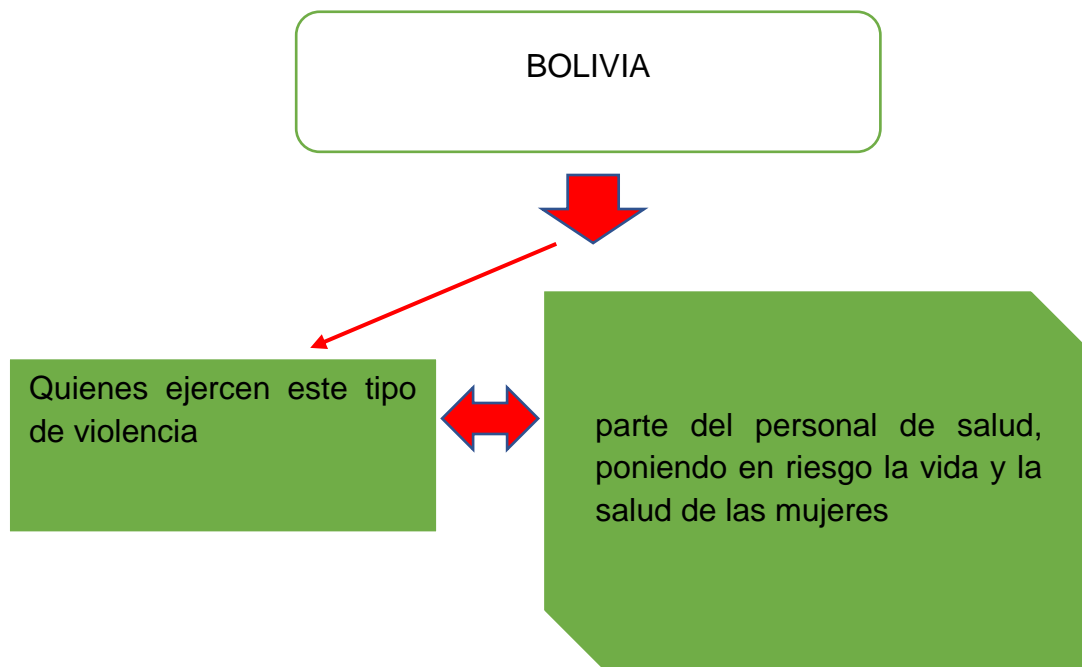 BOLIVIA
Quienes ejercen este tipo
de violencia
parte del personal de salud,
poniendo en riesgo la vida y la
salud de las mujeres